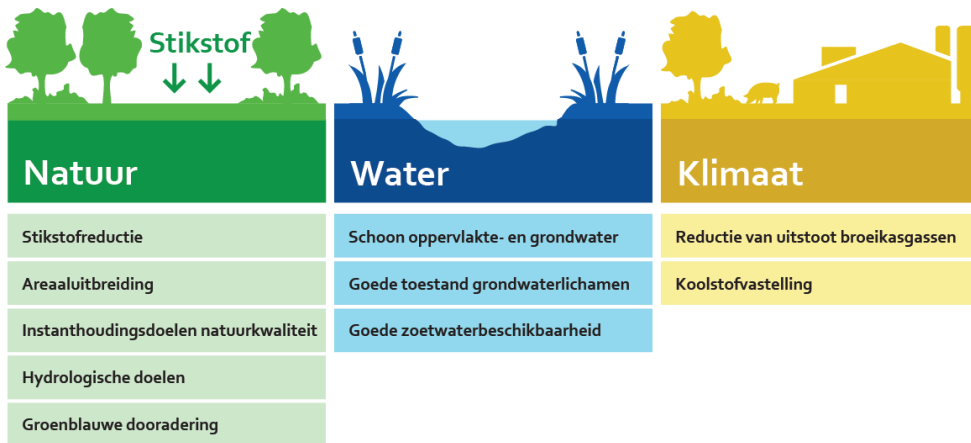 Stikstof
Natuur
Stikstofreductie
Areaaluitbreiding
Instanthoudingsdoelen natuurkwaliteit
Hydrologische doelen
Groenblauwe dooradering
Water
Schoon oppervlakte- en grondwater
Goede toestand grondwaterlichamen
Goede zoetwaterbeschikbaarheid
Klimaat
Reductie van uitstoot broeikasgassen
Koolstofvastelling